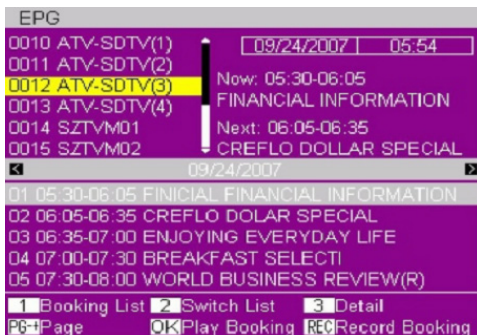 EPG
0010 ATV-SDTV(1)
0011 ATV-SDTV(2)
0012 ATV-SDTV(3)
0013 ATV-SDTV(4)
0014 SZTVM01
0015 SZTVM02
09/24/2007 05:54
Now: 05:30-06:05
FINANCIAL INFORMATION
Next: 06:05-06:35
CREFLO DOLLAR SPECIAL
09/24/2007
01 05:30-06:05 FINICIAL FINANCIAL INFORMATION
02 06:05-06:35 CREFLO DOLAR SPECIAL
03 06:35-07:00 ENJOYING EVERYDAY LIFE
04 07:00-07:30 BREAKFAST SELECTI
05 07:30-08:00 WORLD BUSINESS REVIEW(R)
1 Booking List 2 Switch List 3 Detail
PG-+ Page OK Play Booking REC Record Booking